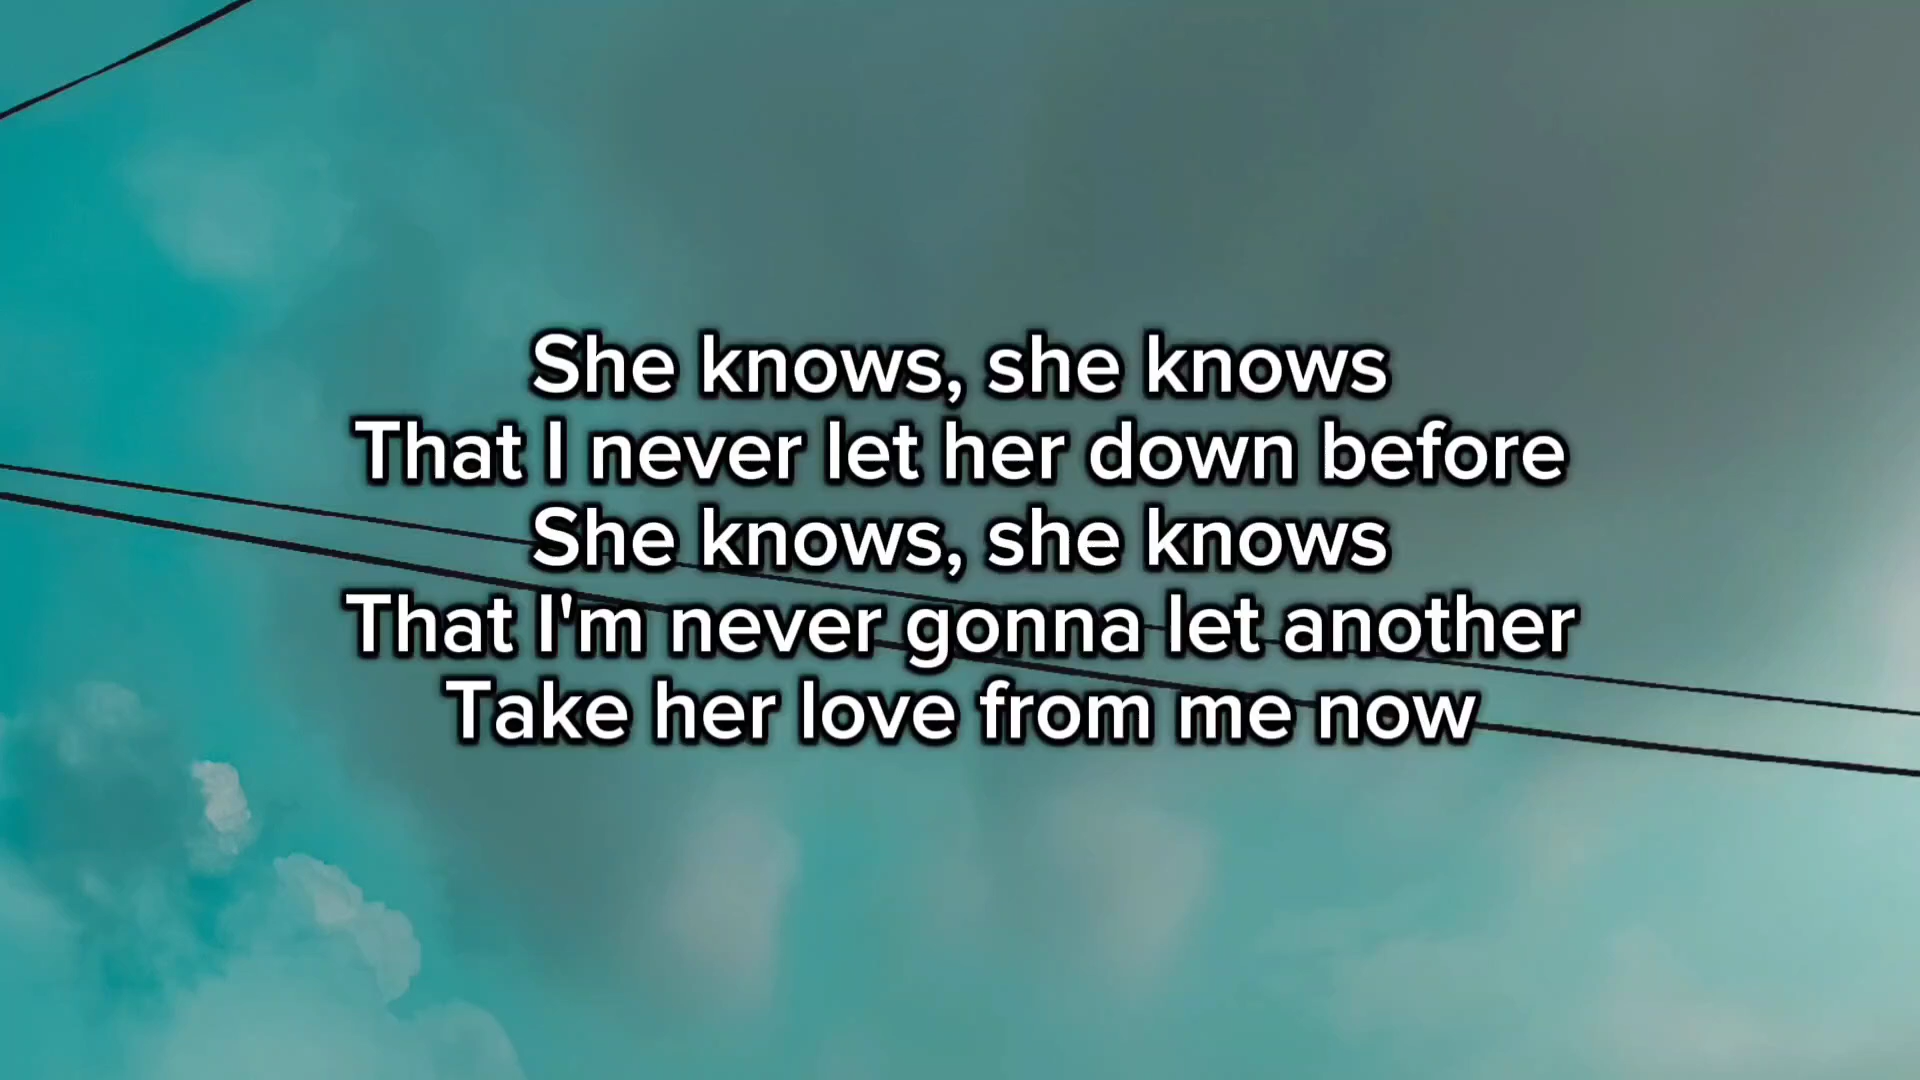 She knows, she knows
That I never let her down before
She knows, she knows
That I'm never gonna let another
Take her love from me now